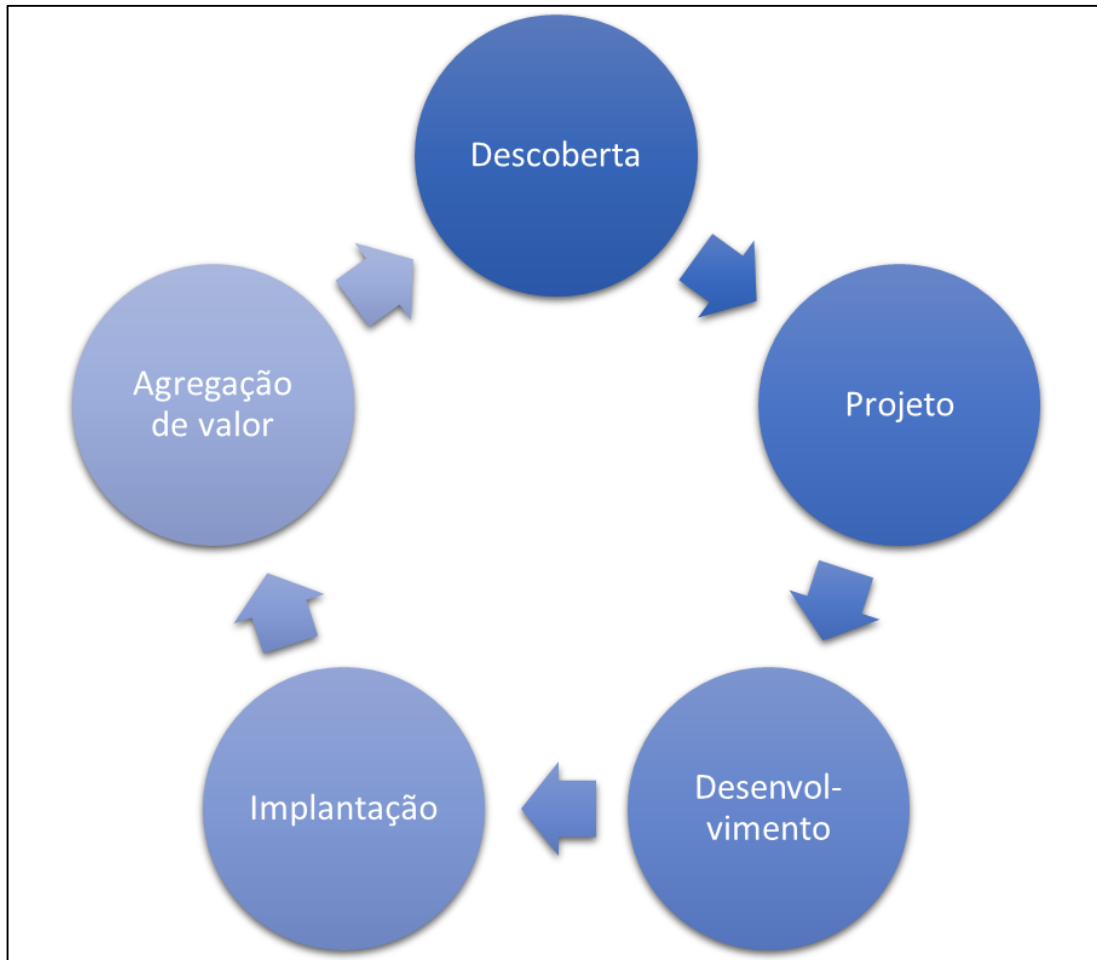 Descoberta
Projeto
Desenvol-
vimento
Implantação
Agregação
de valor